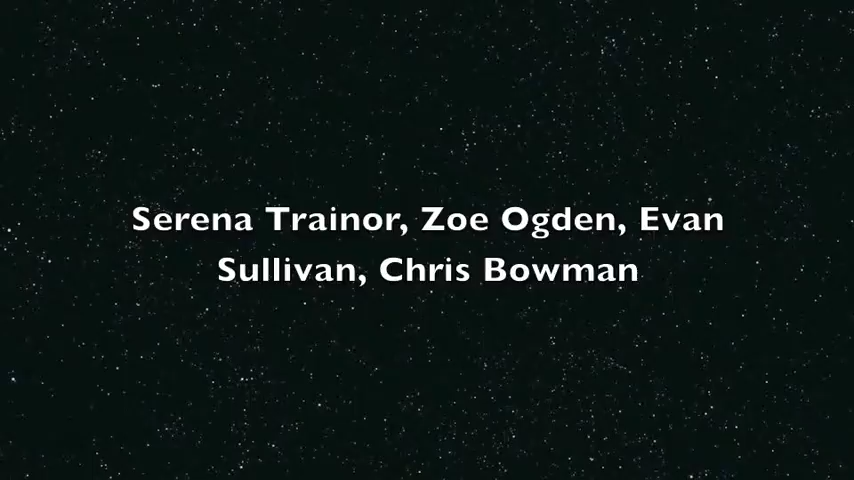 Serena Trainor, Zoe Ogden, Evan
Sullivan, Chris Bowman